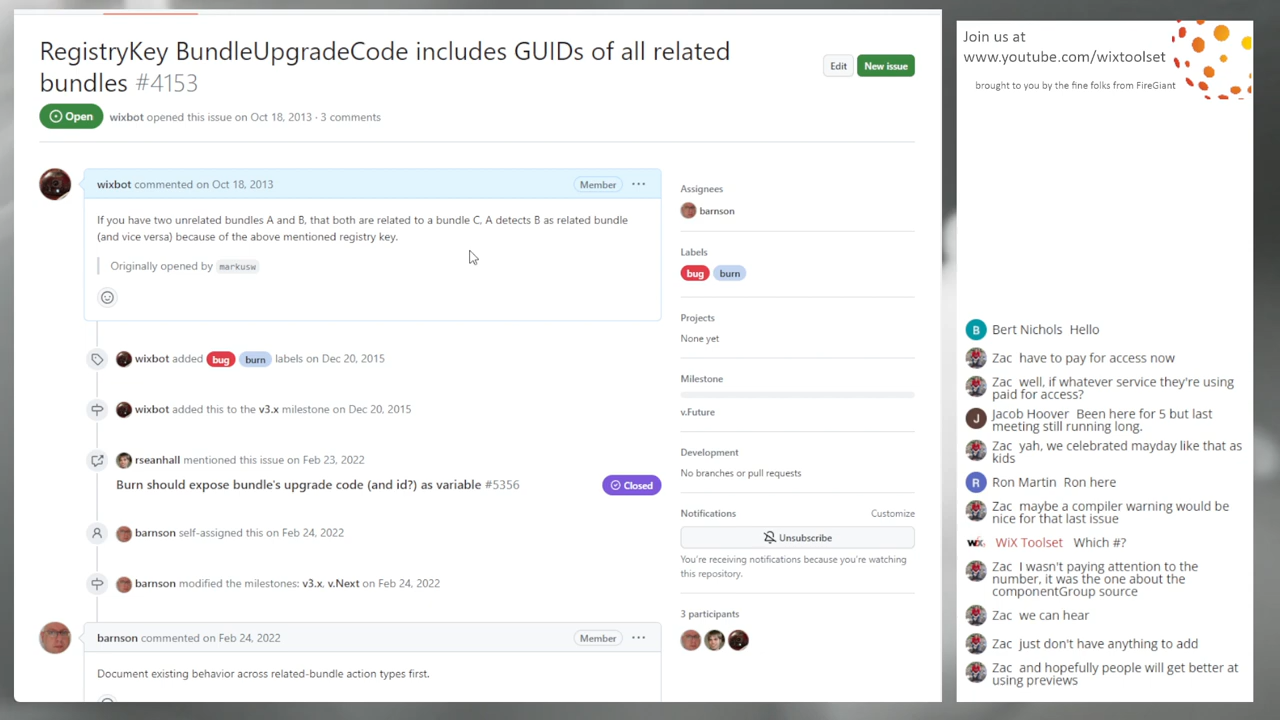 RegistryKey BundleUpgradeCode includes GUIDs of all related
bundles #4153
Edit
New issue
Open
wixbot opened this issue on Oct 18, 2013 · 3 comments
wixbot commented on Oct 18, 2013
Member
If you have two unrelated bundles A and B, that both are related to a bundle C, A detects B as related bundle
(and vice versa) because of the above mentioned registry key.
Originally opened by markusw
wixbot added bug burn labels on Dec 20, 2015
wixbot added this to the v3.x milestone on Dec 20, 2015
rseanhall mentioned this issue on Feb 23, 2022
Burn should expose bundle's upgrade code (and id?) as variable #5356
Closed
barnson self-assigned this on Feb 24, 2022
barnson modified the milestones: v3.x, v.Next on Feb 24, 2022
barnson commented on Feb 24, 2022
Member
Document existing behavior across related-bundle action types first.
Assignees
barnson
Labels
bug burn
Projects
None yet
Milestone
v.Future
Development
No branches or pull requests
Notifications
Customize
Unsubscribe
You're receiving notifications because you're watching
this repository.
3 participants
Join us at
www.youtube.com/wixtoolset
brought to you by the fine folks from FireGiant
B Bert Nichols Hello
Zac have to pay for access now
Zac well, if whatever service they're using
paid for access?
J Jacob Hoover Been here for 5 but last
meeting still running long.
Zac yah, we celebrated mayday like that as
kids
R Ron Martin Ron here
Zac maybe a compiler warning would be
nice for that last issue
wix WiX Toolset Which #?
Zac I wasn't paying attention to the
number, it was the one about the
componentGroup source
Zac we can hear
Zac just don't have anything to add
Zac and hopefully people will get better at
using previews